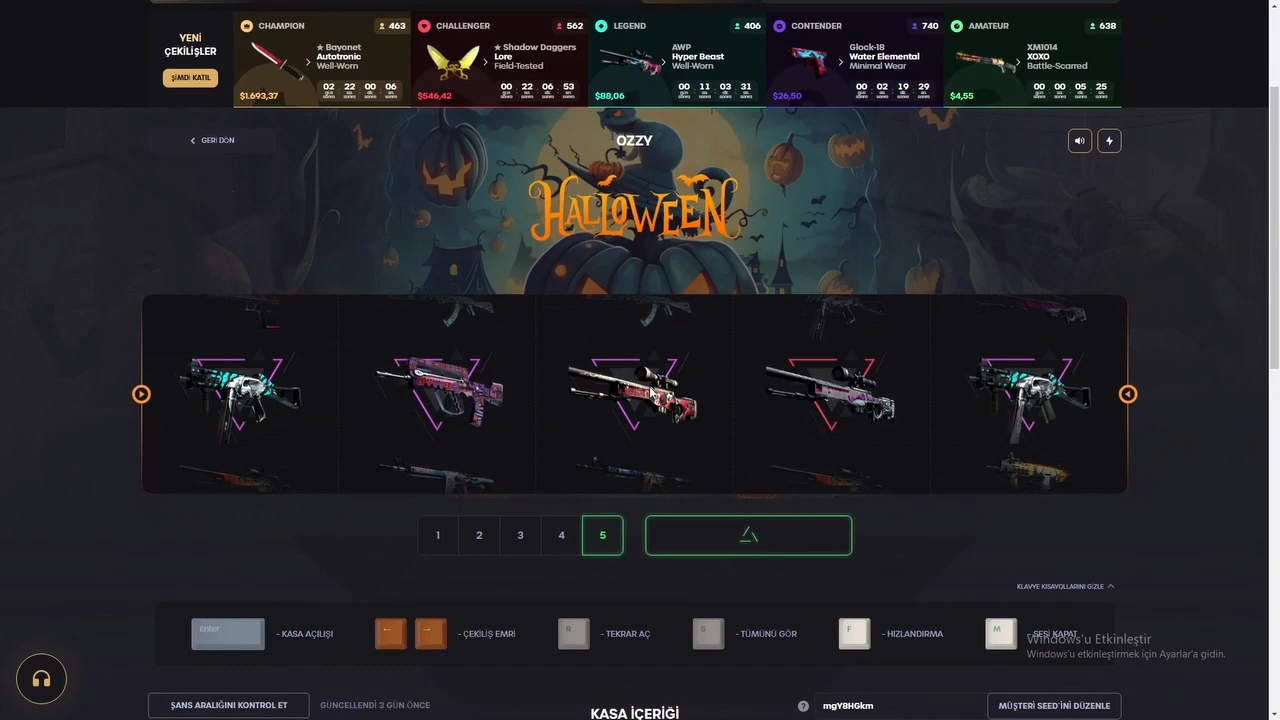 YENİ
ÇEKİLİŞLER
ŞİMDİ KATIL
CHAMPION
463
★ Bayonet
Autotronic
Well-Worn
$1.693,37
02 22 00 06
CHALLENGER
562
★ Shadow Daggers
Lore
Field-Tested
$546,42
00 22 06 53
LEGEND
406
AWP
Hyper Beast
Well-Worn
$88,06
00 11 03 31
CONTENDER
740
Glock-18
Water Elemental
Minimal Wear
$26,50
00 02 19 29
AMATEUR
638
XM1014
XOXO
Battle-Scarred
$4,55
00 00 05 25
GERİ DÖN
OZZY
HALLOWEEN
1 2 3 4 5
KLAVYE KISAYOLLARINI GİZLE
Enter - KASA AÇILIŞI
← → - ÇEKİLİŞ EMRİ
R - TEKRAR AÇ
S - TÜMÜNÜ GÖR
F - HIZLANDIRMA
M - SESİ KAPAT
Windows'u Etkinleştir
Windows'u etkinleştirmek için Ayarlar'a gidin.
ŞANS ARALIĞINI KONTROL ET
GÜNCELLENDİ 3 GÜN ÖNCE
KASA İÇERİĞİ
? mgY8HGkm
MÜŞTERİ SEED'İNİ DÜZENLE